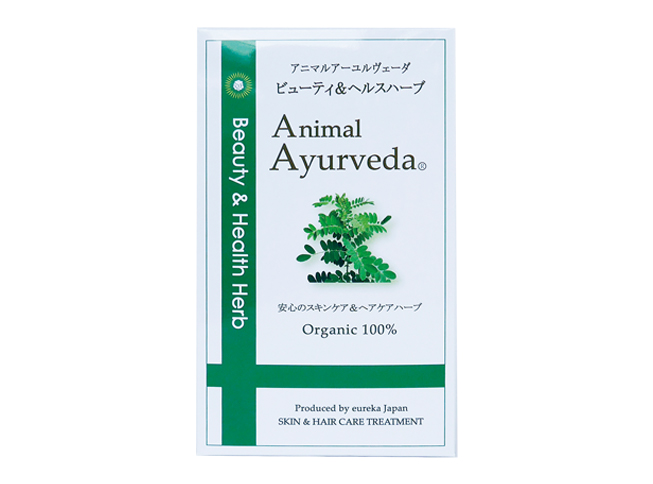 アニマルアーユルヴェーダ
ビューティ&ヘルスハーブ
Animal
Ayurveda®
Beauty & Health Herb
安心のスキンケア&ヘアケアハーブ
Organic 100%
Produced by eureka Japan
SKIN & HAIR CARE TREATMENT